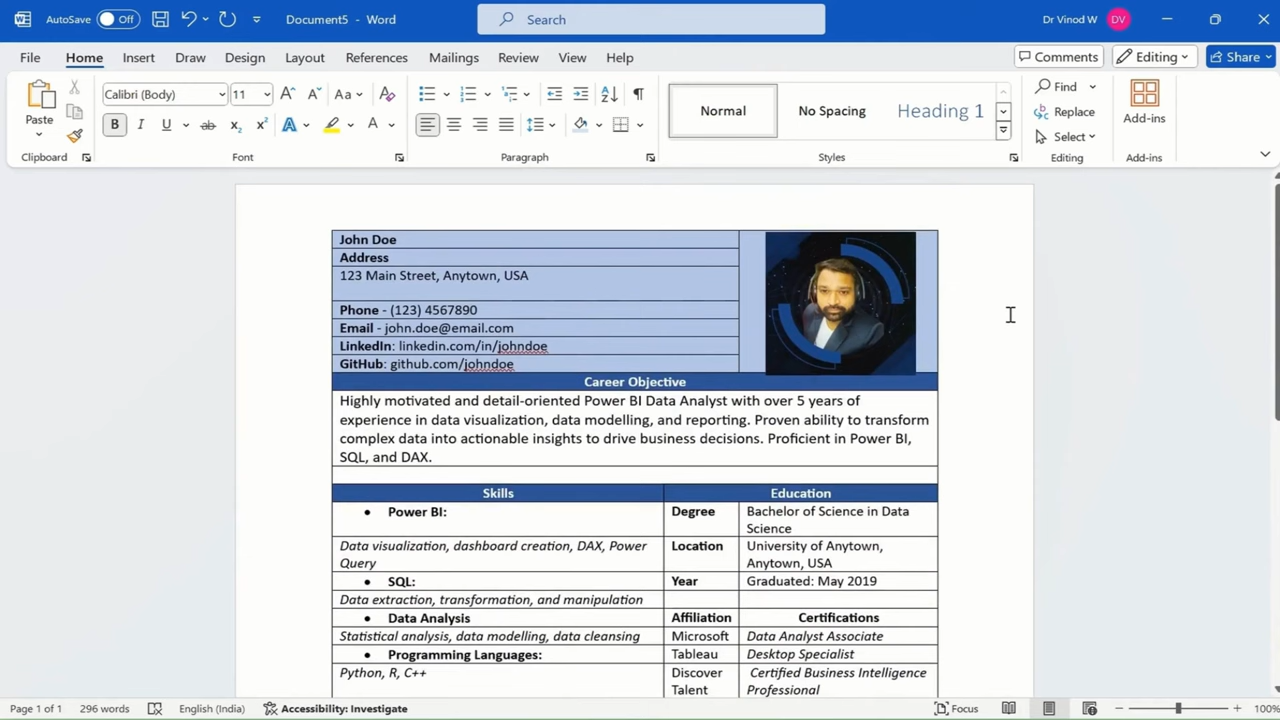 AutoSave Off Document5 - Word Search Dr Vinod W DV
File Home Insert Draw Design Layout References Mailings Review View Help Comments Editing Share
Paste Calibri (Body) 11 Aa Normal No Spacing Heading 1 Find Replace Select Add-ins
Clipboard Font Paragraph Styles Editing Add-ins
John Doe
Address
123 Main Street, Anytown, USA
Phone - (123) 4567890
Email - john.doe@email.com
LinkedIn: linkedin.com/in/johndoe
GitHub: github.com/johndoe
Career Objective
Highly motivated and detail-oriented Power BI Data Analyst with over 5 years of
experience in data visualization, data modelling, and reporting. Proven ability to transform
complex data into actionable insights to drive business decisions. Proficient in Power BI,
SQL, and DAX.
Skills Education
• Power BI: Degree Bachelor of Science in Data
Science
Data visualization, dashboard creation, DAX, Power Location University of Anytown,
Query Anytown, USA
• SQL: Year Graduated: May 2019
Data extraction, transformation, and manipulation
• Data Analysis Affiliation Certifications
Statistical analysis, data modelling, data cleansing Microsoft Data Analyst Associate
• Programming Languages: Tableau Desktop Specialist
Python, R, C++ Discover Certified Business Intelligence
Talent Professional
Page 1 of 1 296 words English (India) Accessibility: Investigate Focus 100%